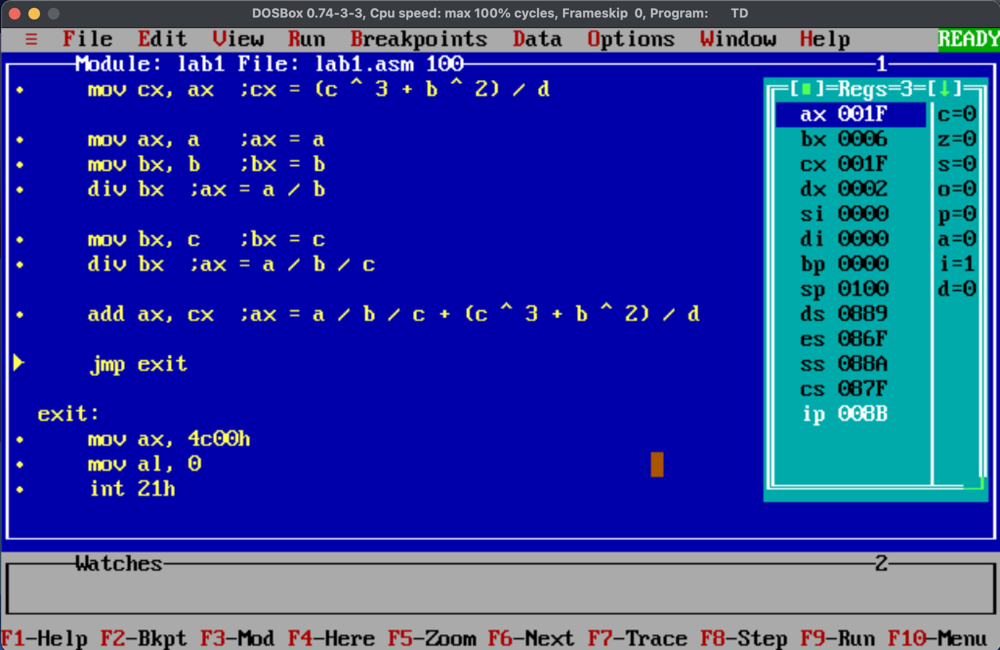 DOSBox 0.74-3-3, Cpu speed: max 100% cycles, Frameskip 0, Program: TD
≡ File Edit View Run Breakpoints Data Options Window Help READY
Module: lab1 File: lab1.asm 100 1
mov cx, ax ;cx = (c ^ 3 + b ^ 2) / d
mov ax, a ;ax = a
mov bx, b ;bx = b
div bx ;ax = a / b
mov bx, c ;bx = c
div bx ;ax = a / b / c
add ax, cx ;ax = a / b / c + (c ^ 3 + b ^ 2) / d
jmp exit
exit:
mov ax, 4c00h
mov al, 0
int 21h
[■]=Regs=3=[↓]
ax 001F c=0
bx 0006 z=0
cx 001F s=0
dx 0002 o=0
si 0000 p=0
di 0000 a=0
bp 0000 i=1
sp 0100 d=0
ds 0889
es 086F
ss 088A
cs 087F
ip 008B
Watches 2
F1-Help F2-Bkpt F3-Mod F4-Here F5-Zoom F6-Next F7-Trace F8-Step F9-Run F10-Menu